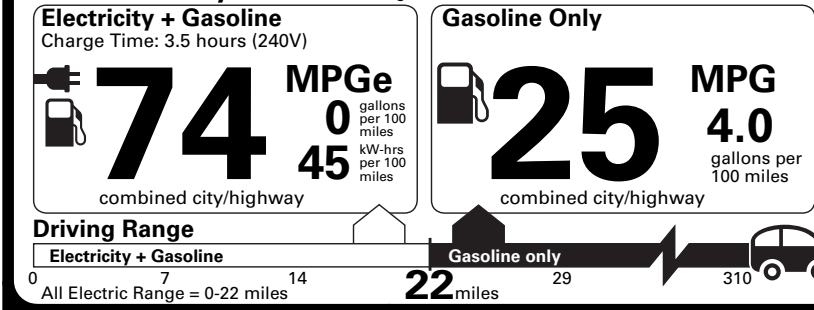 Electricity + Gasoline
Charge Time: 3.5 hours (240V)
74
MPGe
0
gallons
per 100
miles
45
kW-hrs
per 100
miles
combined city/highway
Gasoline Only
25
MPG
4.0
gallons per
100 miles
combined city/highway
Driving Range
Electricity + Gasoline
Gasoline only
0 7 14 22 miles 29 310
All Electric Range = 0-22 miles